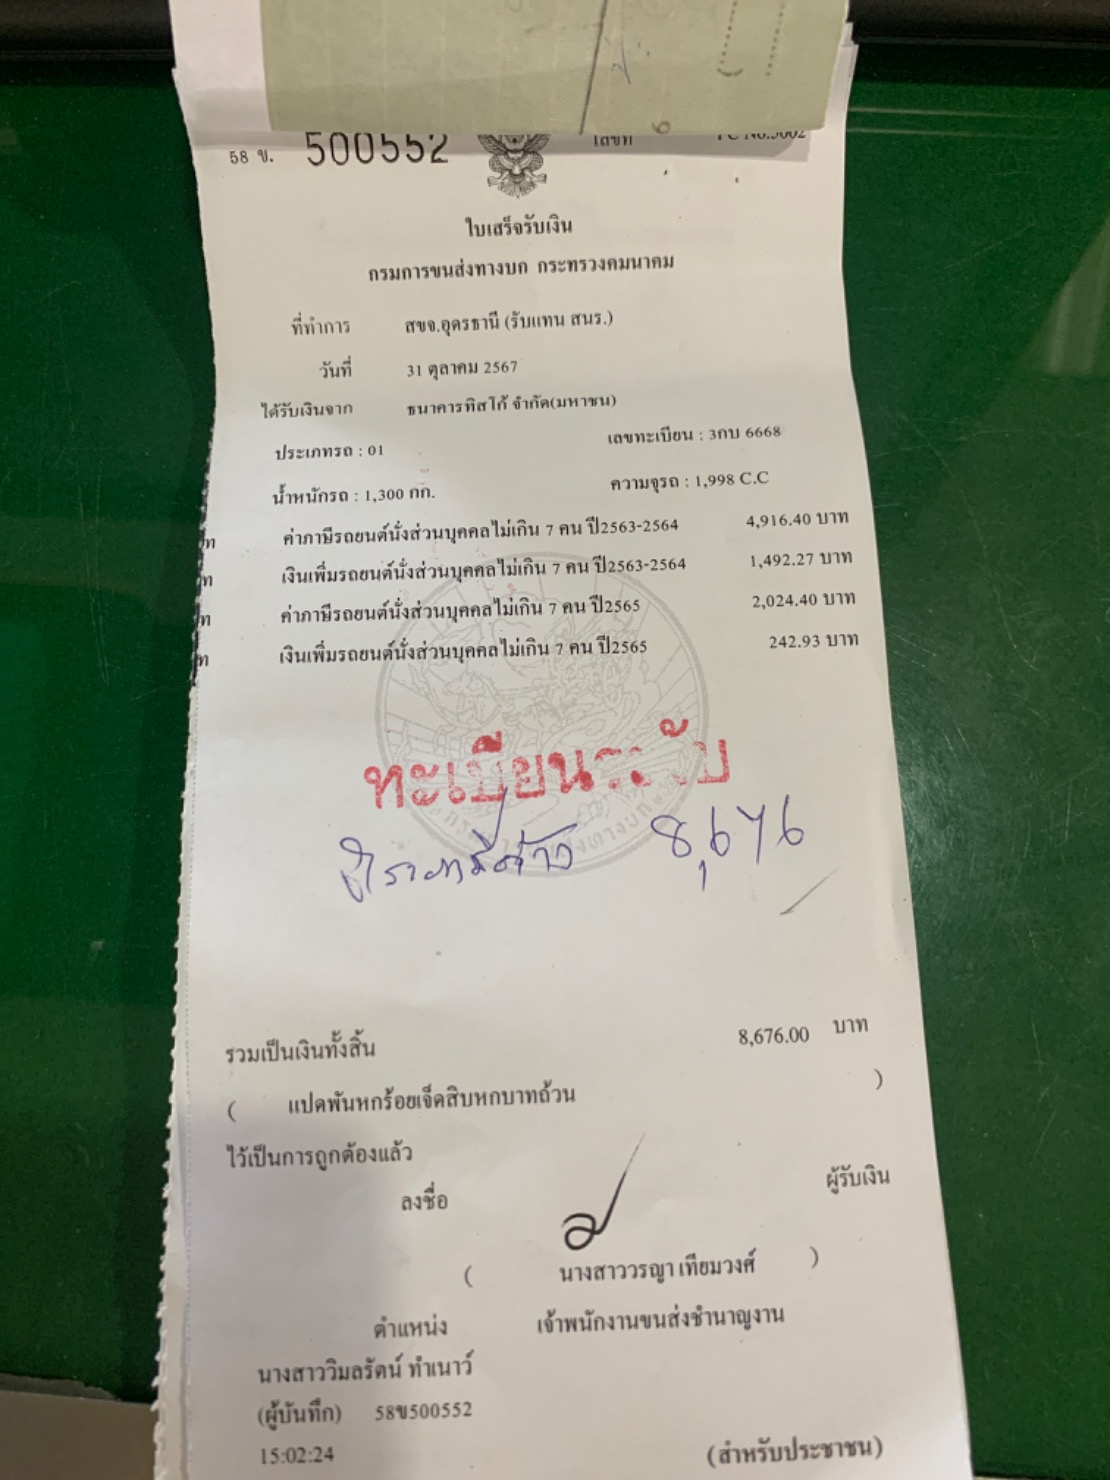 58 ข. 500552
เลขที่
ใบเสร็จรับเงิน
กรมการขนส่งทางบก กระทรวงคมนาคม
ที่ทำการ สขจ.อุดรธานี (รับแทน สนร.)
วันที่ 31 ตุลาคม 2567
ได้รับเงินจาก ธนาคารทิสโก้ จำกัด(มหาชน)
ประเภทรถ : 01 เลขทะเบียน : 3กบ 6668
น้ำหนักรถ : 1,300 กก. ความจุรถ : 1,998 C.C
ค่าภาษีรถยนต์นั่งส่วนบุคคลไม่เกิน 7 คน ปี2563-2564 4,916.40 บาท
เงินเพิ่มรถยนต์นั่งส่วนบุคคลไม่เกิน 7 คน ปี2563-2564 1,492.27 บาท
ค่าภาษีรถยนต์นั่งส่วนบุคคลไม่เกิน 7 คน ปี2565 2,024.40 บาท
เงินเพิ่มรถยนต์นั่งส่วนบุคคลไม่เกิน 7 คน ปี2565 242.93 บาท
ทะเบียนระงับ
8,676
รวมเป็นเงินทั้งสิ้น 8,676.00 บาท
( แปดพันหกร้อยเจ็ดสิบหกบาทถ้วน )
ไว้เป็นการถูกต้องแล้ว
ลงชื่อ ผู้รับเงิน
( นางสาววรญา เทียมวงศ์ )
ตำแหน่ง เจ้าพนักงานขนส่งชำนาญงาน
นางสาววิมลรัตน์ ทำเนาว์
(ผู้บันทึก) 58ข500552
15:02:24 (สำหรับประชาชน)